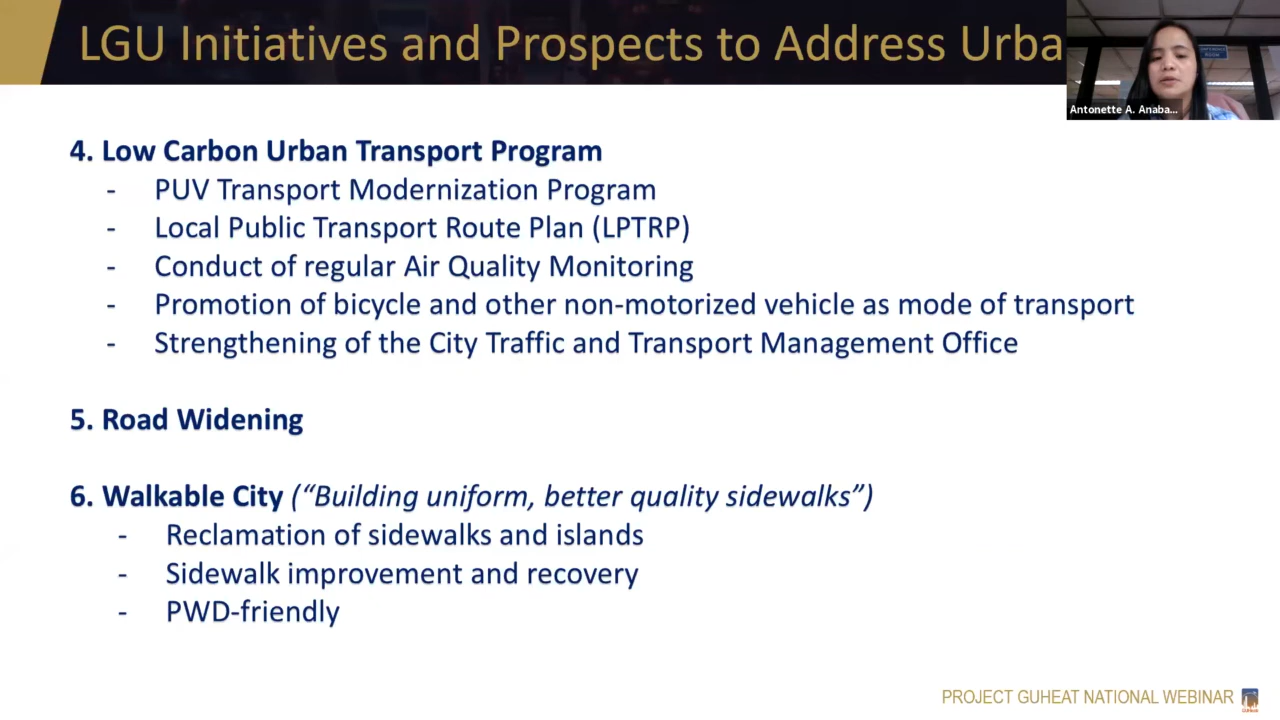 LGU Initiatives and Prospects to Address Urba
CONFERENCE
ROOM
Antonette A. Anaba...
4. Low Carbon Urban Transport Program
- PUV Transport Modernization Program
- Local Public Transport Route Plan (LPTRP)
- Conduct of regular Air Quality Monitoring
- Promotion of bicycle and other non-motorized vehicle as mode of transport
- Strengthening of the City Traffic and Transport Management Office
5. Road Widening
6. Walkable City (“Building uniform, better quality sidewalks”)
- Reclamation of sidewalks and islands
- Sidewalk improvement and recovery
- PWD-friendly
PROJECT GUHEAT NATIONAL WEBINAR